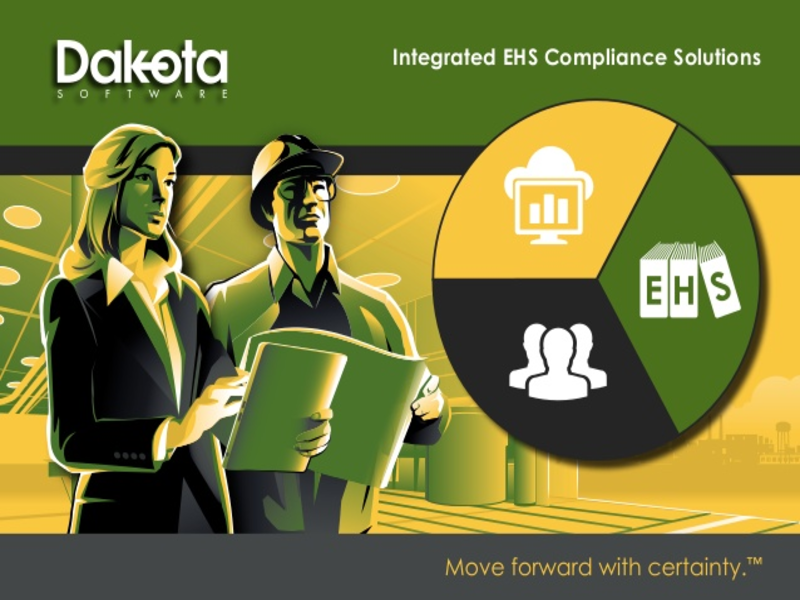 Dakota
SOFTWARE
Integrated EHS Compliance Solutions
EHS
Move forward with certainty.™